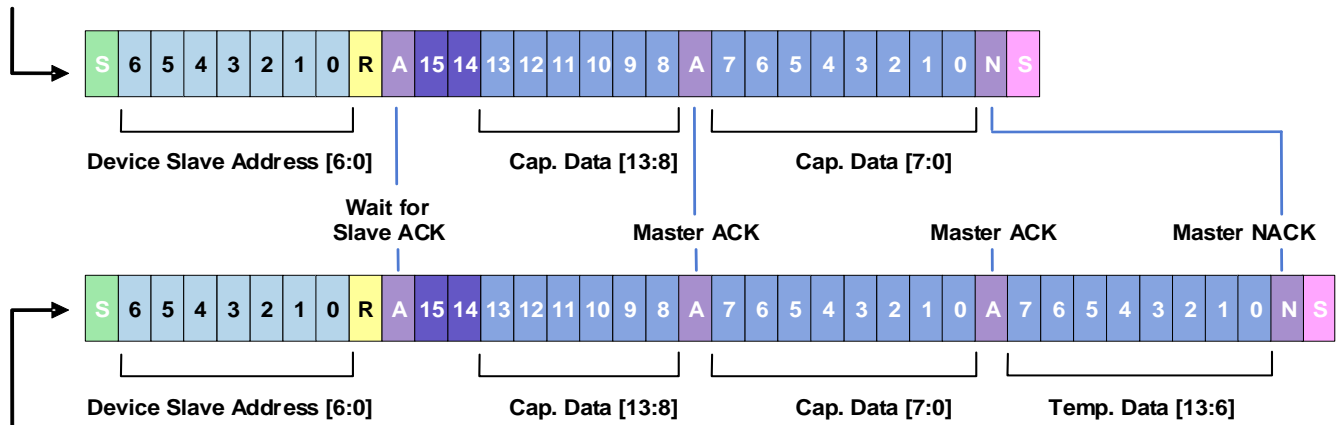 S 6 5 4 3 2 1 0 R A 15 14 13 12 11 10 9 8 A 7 6 5 4 3 2 1 0 N S
Device Slave Address [6:0] Cap. Data [13:8] Cap. Data [7:0]
Wait for
Slave ACK Master ACK Master ACK Master NACK
S 6 5 4 3 2 1 0 R A 15 14 13 12 11 10 9 8 A 7 6 5 4 3 2 1 0 A 7 6 5 4 3 2 1 0 N S
Device Slave Address [6:0] Cap. Data [13:8] Cap. Data [7:0] Temp. Data [13:6]